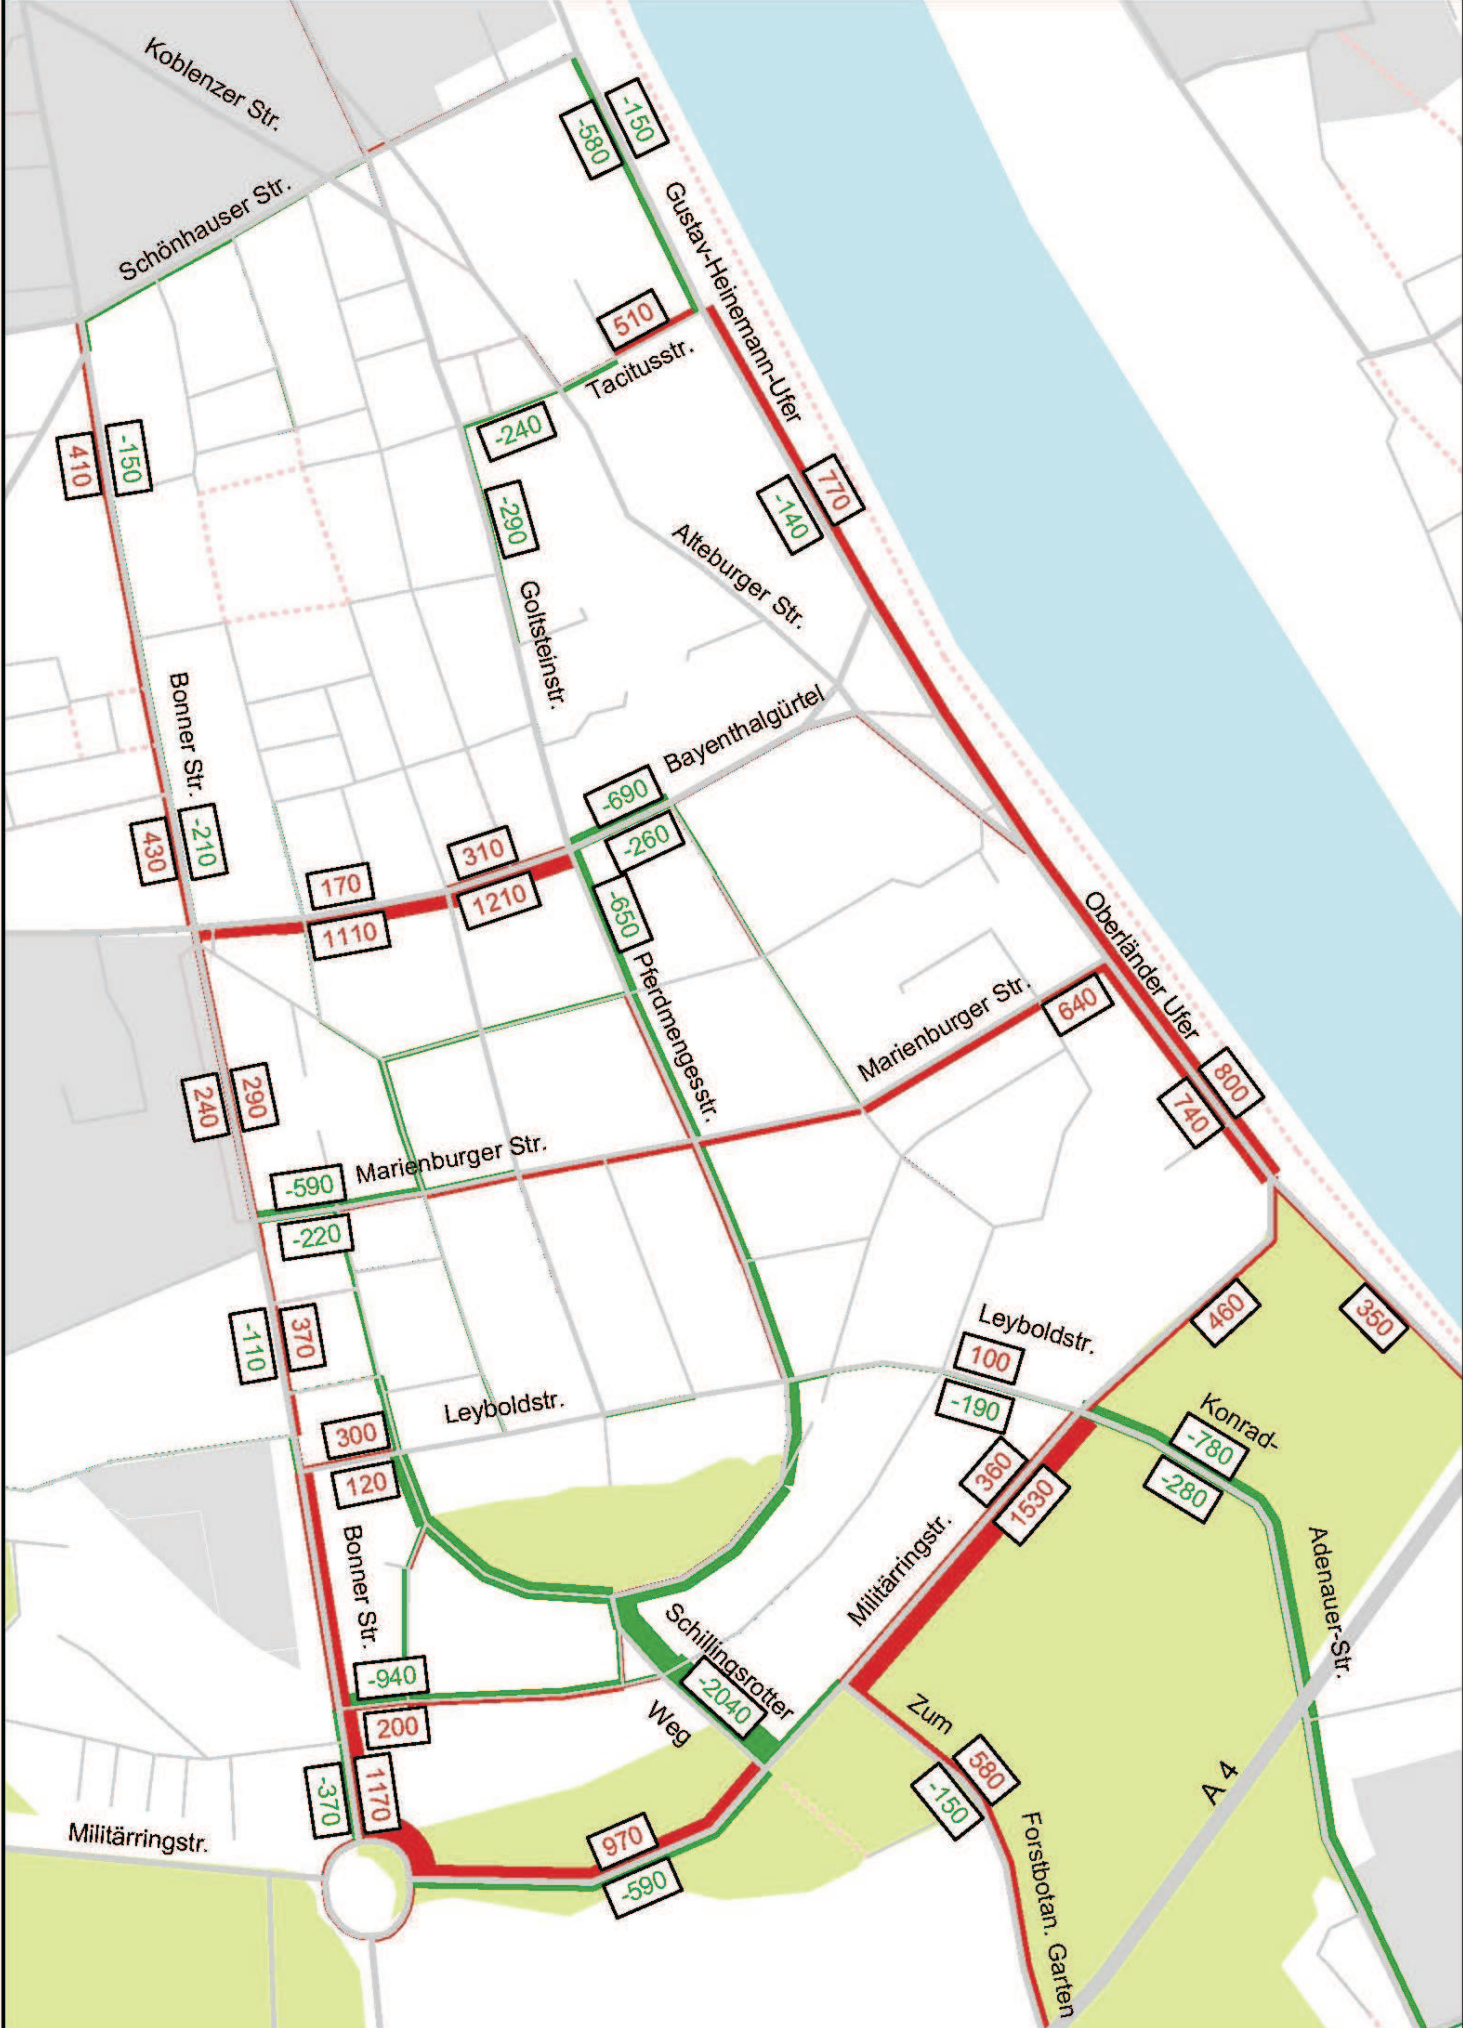 Koblenzer Str.
-150
-580
Schönhauser Str.
Gustav-Heinemann-Ufer
510
Tacitusstr.
-240
410
-150
770
-140
-290
Alteburger Str.
Goltsteinstr.
Bonner Str.
Bayenthalgürtel
-690
-260
430
-210
310
170
1210
1110
-650
Oberländer Ufer
Pferdmengesstr.
Marienburger Str.
640
240
290
800
740
Marienburger Str.
-590
-220
-110
370
460
350
Leyboldstr.
100
-190
Leyboldstr.
300
120
Konrad-
-780
-280
360
1530
Adenauer-Str.
Militärringstr.
Bonner Str.
Schillingsrotter
-2040
Weg
-940
200
Zum
580
-150
A 4
-370
1170
Militärringstr.
970
-590
Forstbotan. Garten